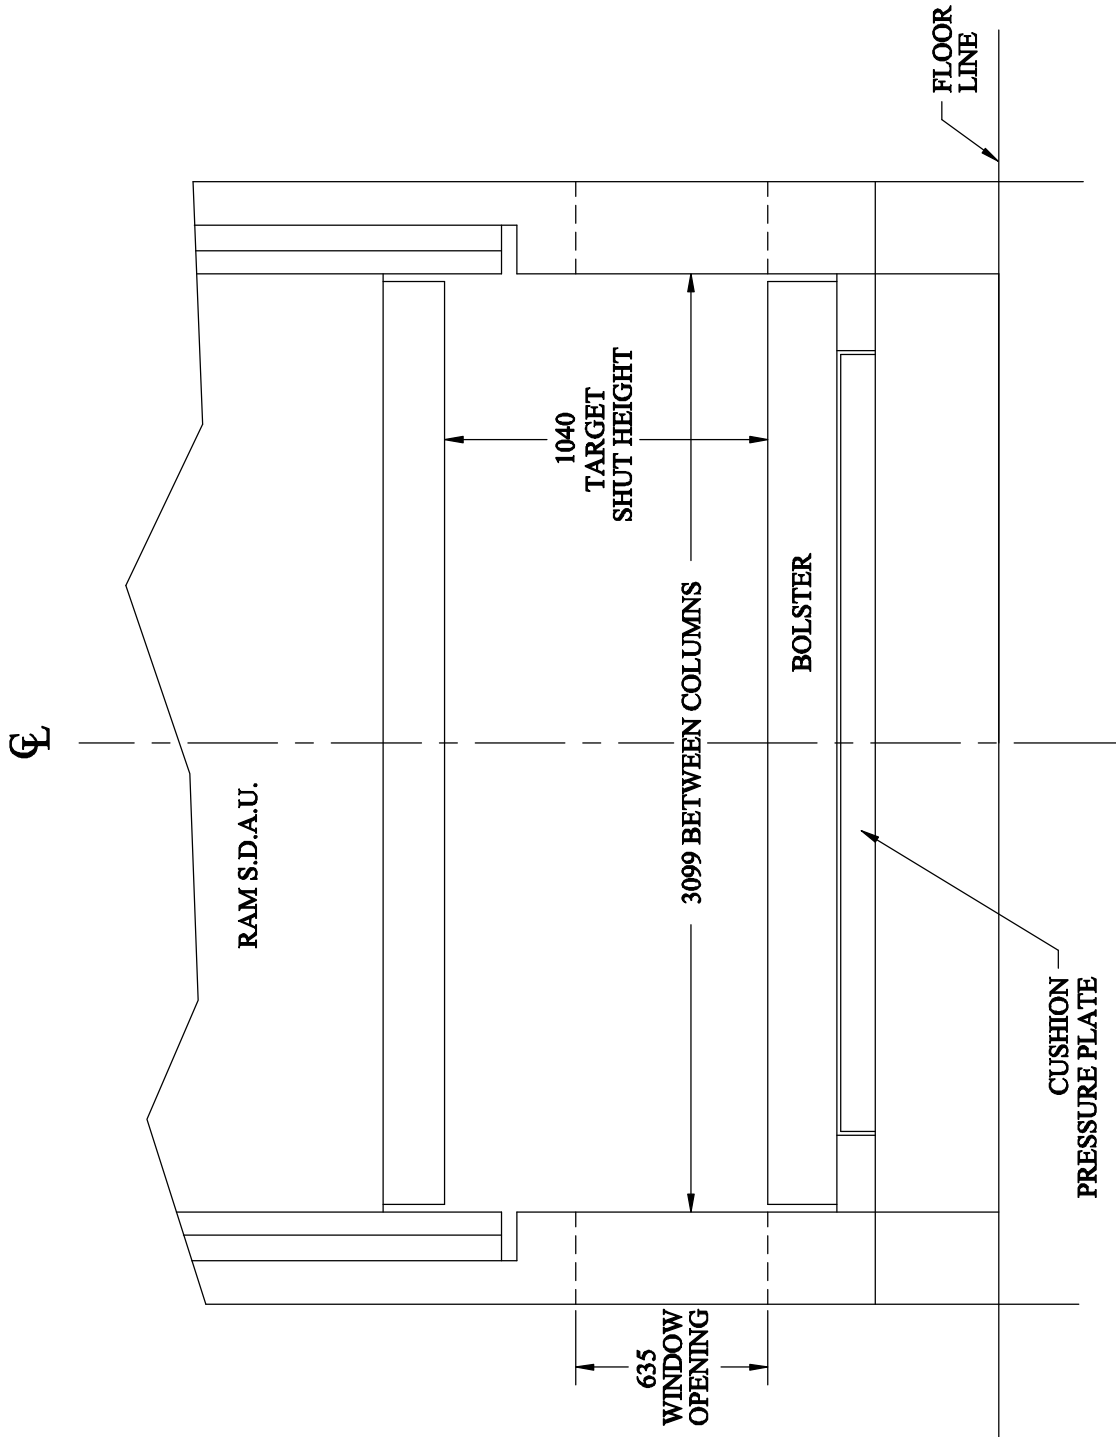 ℄
FLOOR
LINE
RAM S.D.A.U.
1040
TARGET
SHUT HEIGHT
3099 BETWEEN COLUMNS
BOLSTER
635
WINDOW
OPENING
CUSHION
PRESSURE PLATE